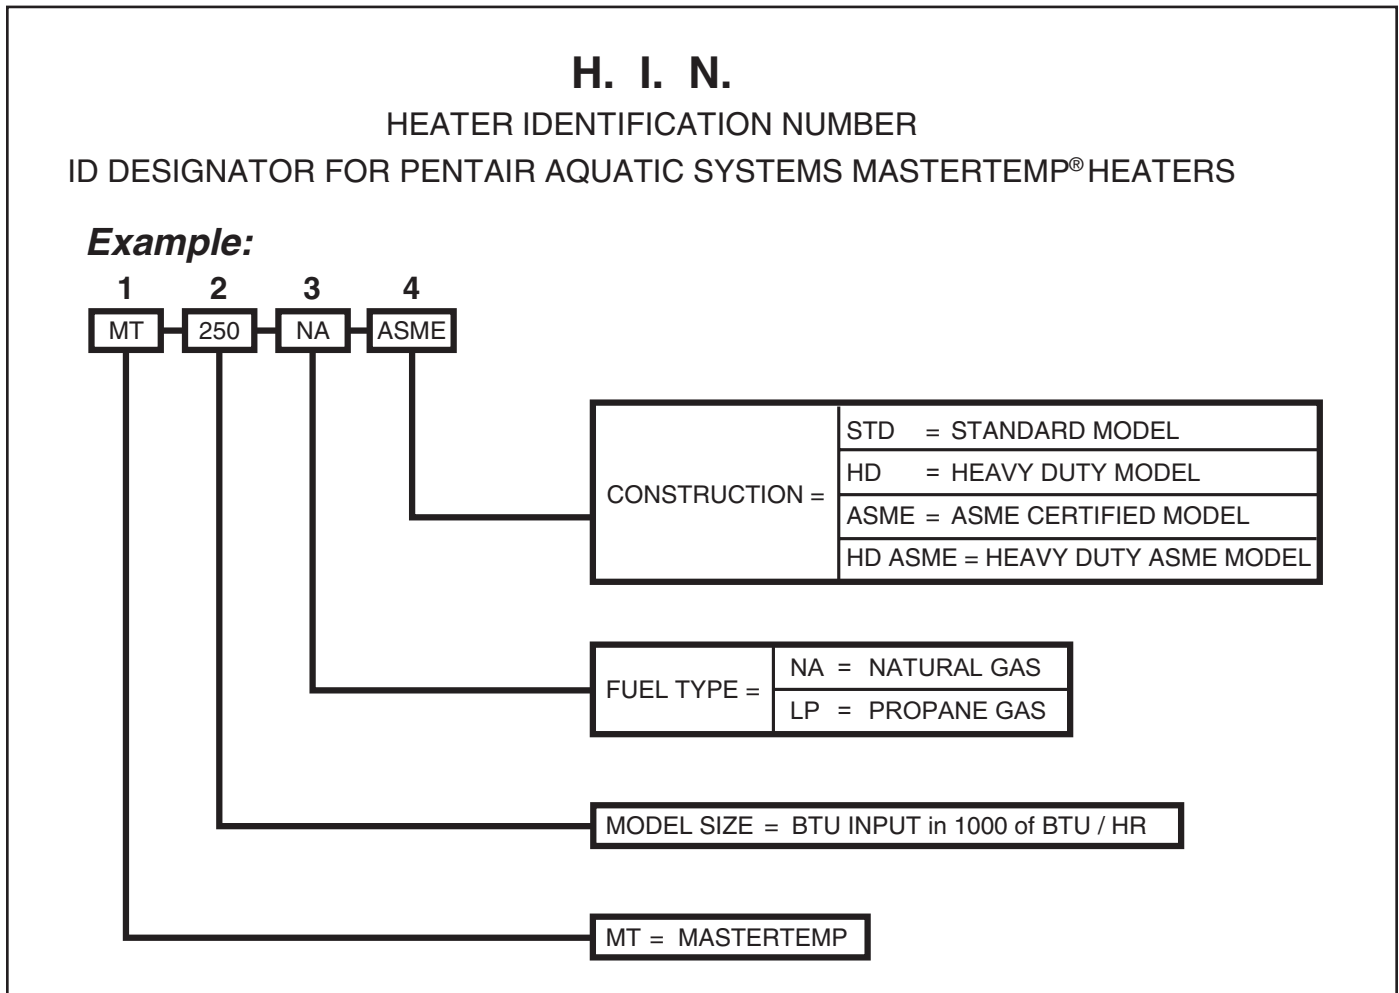 H. I. N.
HEATER IDENTIFICATION NUMBER
ID DESIGNATOR FOR PENTAIR AQUATIC SYSTEMS MASTERTEMP® HEATERS
Example:
1 2 3 4
MT 250 NA ASME
CONSTRUCTION =
STD = STANDARD MODEL
HD = HEAVY DUTY MODEL
ASME = ASME CERTIFIED MODEL
HD ASME = HEAVY DUTY ASME MODEL
FUEL TYPE =
NA = NATURAL GAS
LP = PROPANE GAS
MODEL SIZE = BTU INPUT in 1000 of BTU / HR
MT = MASTERTEMP